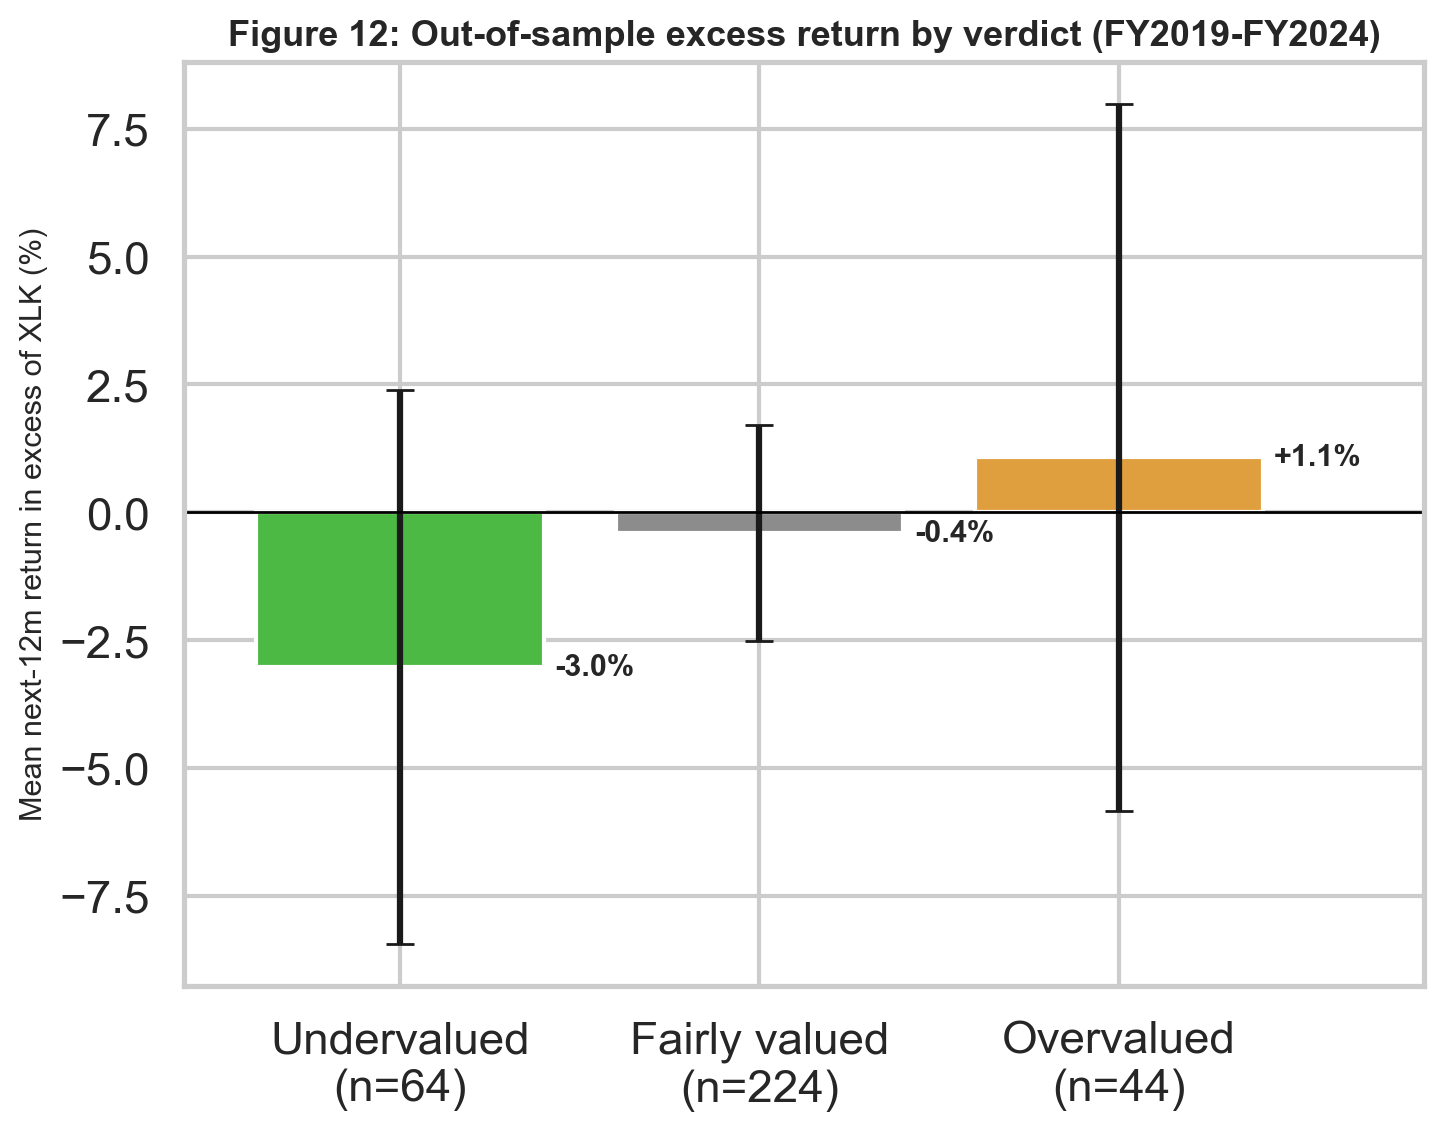 Figure 12: Out-of-sample excess return by verdict (FY2019-FY2024)
Mean next-12m return in excess of XLK (%)
7.5
5.0
2.5
0.0
−2.5
−5.0
−7.5
-3.0%
-0.4%
+1.1%
Undervalued
(n=64)
Fairly valued
(n=224)
Overvalued
(n=44)